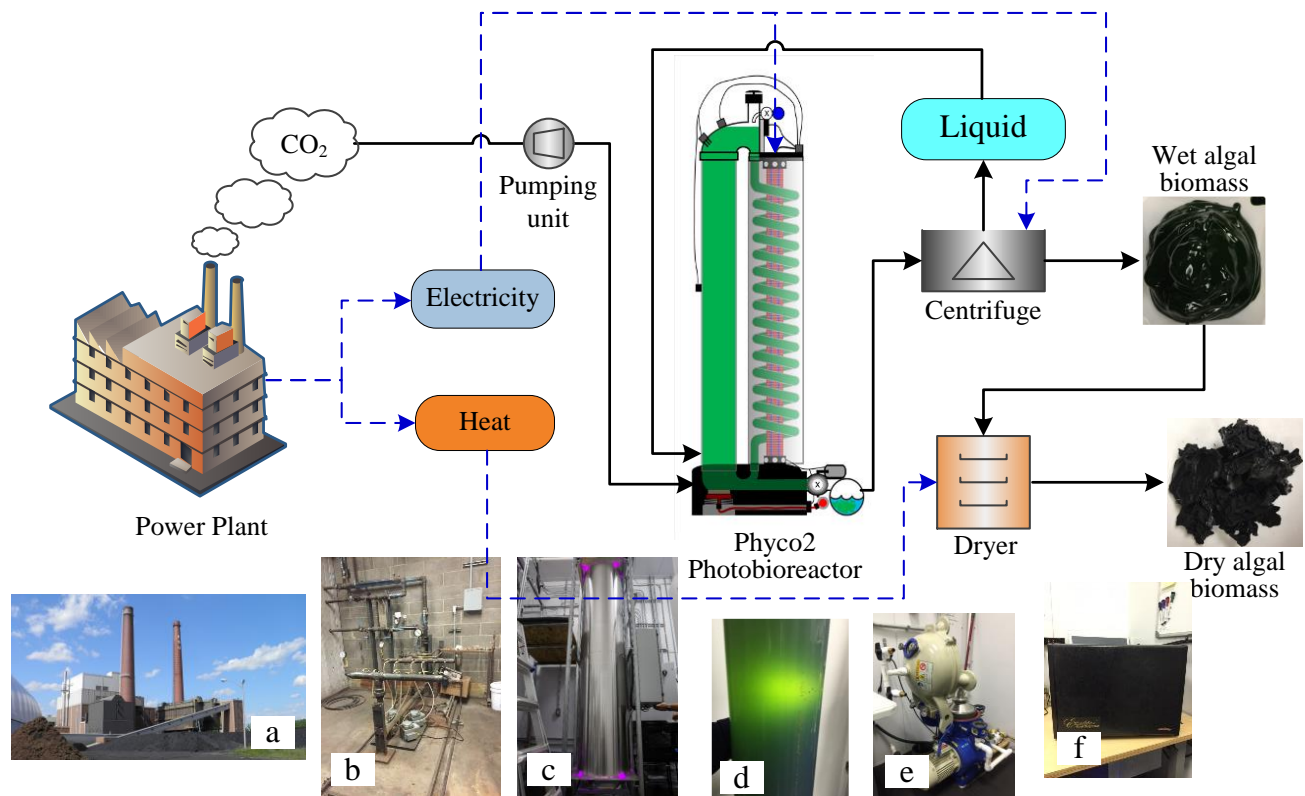 CO2
Pumping
unit
Liquid
Wet algal
biomass
Electricity
Centrifuge
Heat
x
x
Power Plant
Phyco2
Photobioreactor
Dryer
Dry algal
biomass
a
b
c
d
e
f